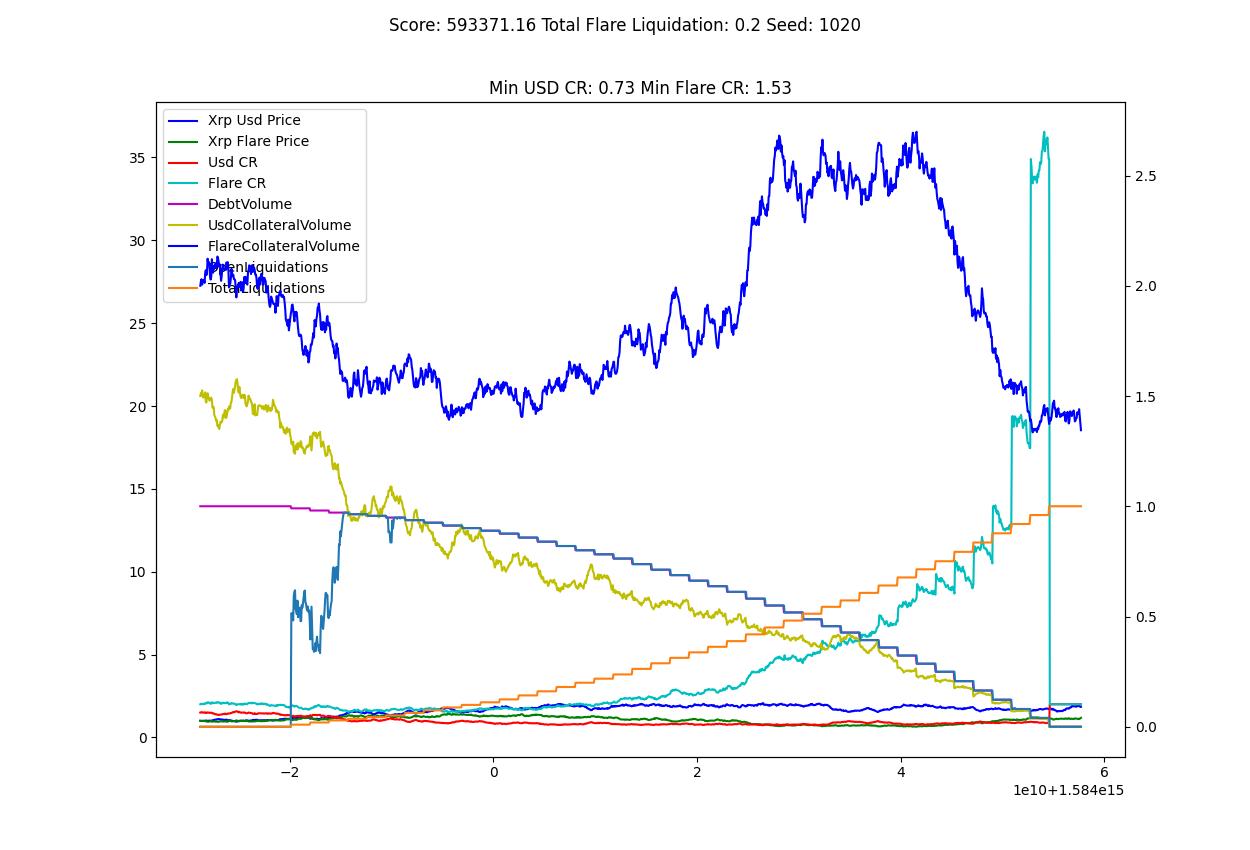 Score: 593371.16 Total Flare Liquidation: 0.2 Seed: 1020
Min USD CR: 0.73 Min Flare CR: 1.53
Xrp Usd Price
Xrp Flare Price
Usd CR
Flare CR
DebtVolume
UsdCollateralVolume
FlareCollateralVolume
OpenLiquidations
TotalLiquidations
35
30
25
20
15
10
5
0
2.5
2.0
1.5
1.0
0.5
0.0
−2
0
2
4
6
1e10+1.584e15